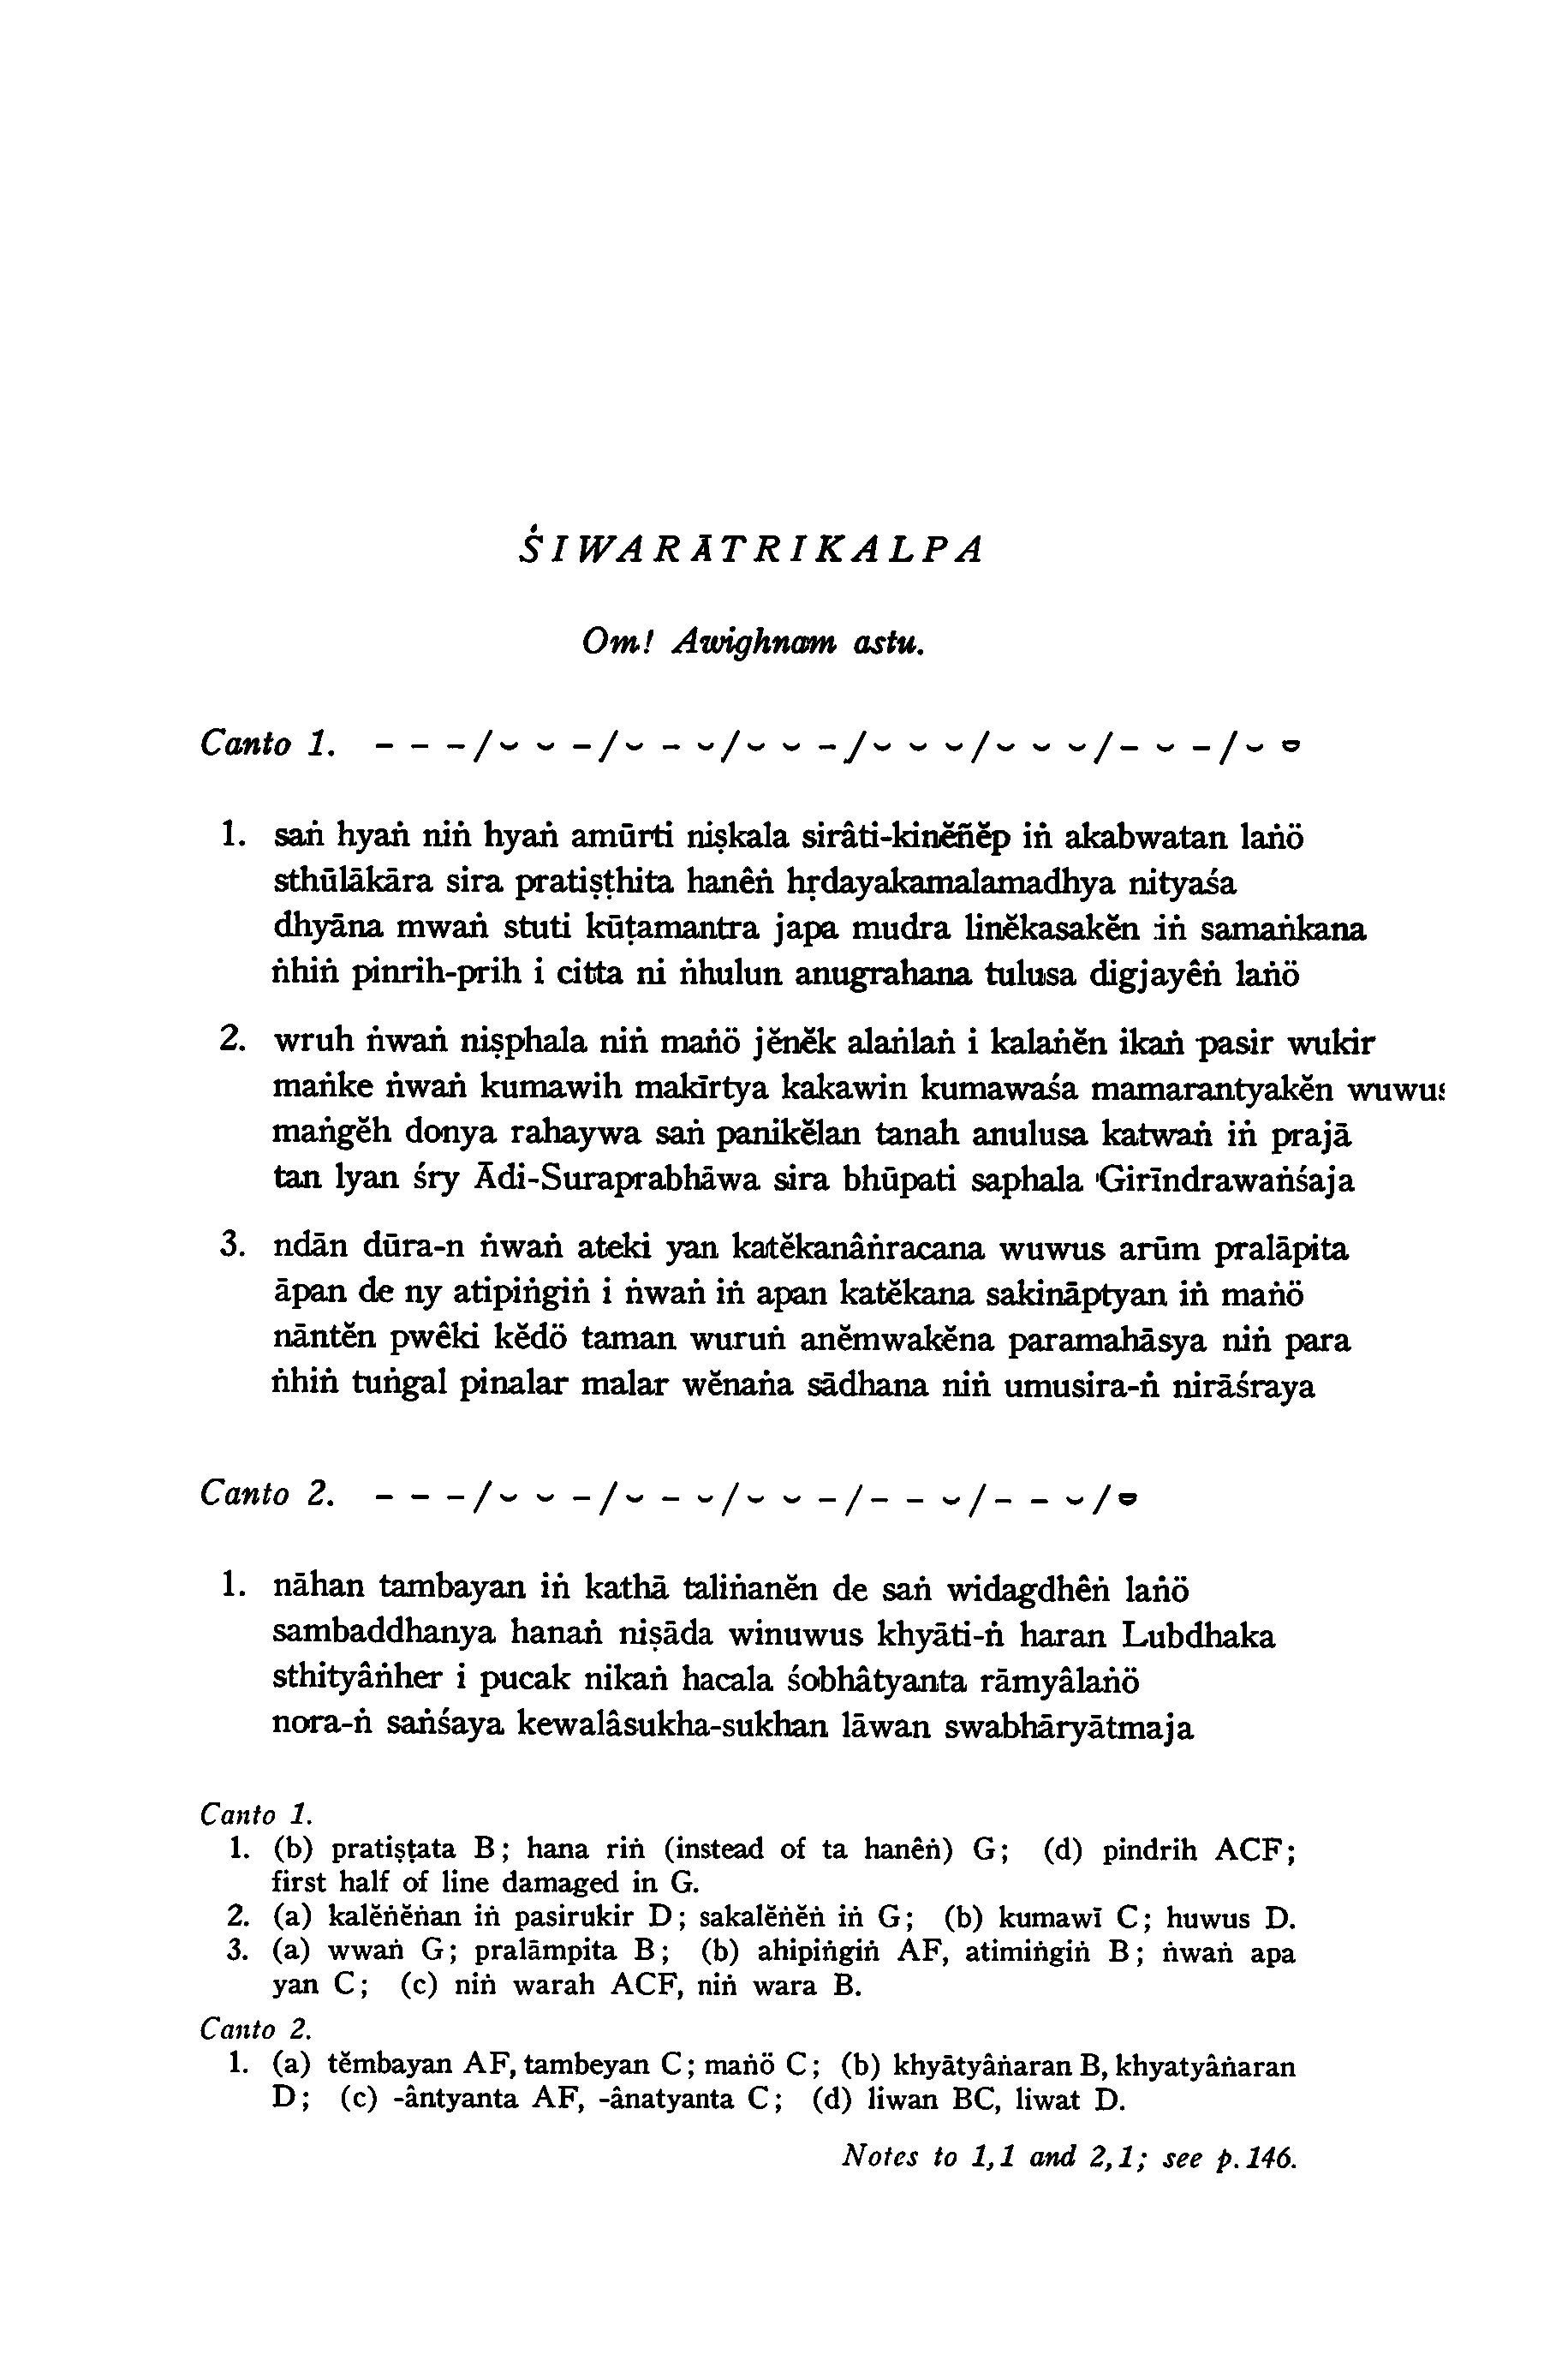 ŚIWARĀTRIKALPA
Om! Awighnam astu.
Canto 1. - - -/⏑ ⏑ -/⏑ - ⏑/⏑ ⏑ -/⏑ ⏑ ⏑/⏑ ⏑ ⏑/- ⏑ -/⏑ ⏓
1. saṅ hyaṅ niṅ hyaṅ amūrti niṣkala sirâti-kinĕñĕp iṅ akabwatan laṅö
sthūlākāra sira pratiṣṭhita hanêṅ hṛdayakamalamadhya nityaśa
dhyāna mwaṅ stuti kūṭamantra japa mudra linĕkasakĕn iṅ samaṅkana
ṅhiṅ pinrih-prih i citta ni ṅhulun anugrahana tulusa digjayêṅ laṅö
2. wruh ṅwaṅ niṣphala niṅ maṅö jĕnĕk alaṅlaṅ i kalaṅĕn ikaṅ pasir wukir
maṅke ṅwaṅ kumawih makīrtya kakawin kumawaśa mamarantyakĕn wuwus
maṅgĕh donya rahaywa saṅ panikĕlan tanah anulusa katwaṅ iṅ prajā
tan lyan śry Ādi-Suraprabhāwa sira bhūpati saphala Girīndrawaṅśaja
3. ndān dūra-n ṅwaṅ ateki yan katĕkanâṅracana wuwus arūm pralāpita
āpan de ny atipiṅgiṅ i ṅwaṅ iṅ apan katĕkana sakināptyan iṅ maṅö
nāntĕn pwêki kĕdö taman wuruṅ anĕmwakĕna paramahāsya niṅ para
ṅhiṅ tuṅgal pinalar malar wĕnaṅa sādhana niṅ umusira-ṅ nirāśraya
Canto 2. - - -/⏑ ⏑ -/⏑ - ⏑/⏑ ⏑ -/- - ⏑/- - ⏑/⏓
1. nāhan tambayan iṅ kathā taliṅanĕn de saṅ widagdhêṅ laṅö
sambaddhanya hanaṅ niṣāda winuwus khyāti-ṅ haran Lubdhaka
sthityâṅher i pucak nikaṅ hacala śobhâtyanta rāmyâlaṅö
nora-ṅ saṅśaya kewalâsukha-sukhan lāwan swabhāryātmaja
Canto 1.
1. (b) pratiṣṭata B; hana riṅ (instead of ta hanêṅ) G; (d) pindrih ACF;
first half of line damaged in G.
2. (a) kalĕṅĕṅan iṅ pasirukir D; sakalĕṅĕṅ iṅ G; (b) kumawī C; huwus D.
3. (a) wwaṅ G; pralāmpita B; (b) ahipiṅgiṅ AF, atimiṅgiṅ B; ṅwaṅ apa
yan C; (c) niṅ warah ACF, niṅ wara B.
Canto 2.
1. (a) tĕmbayan AF, tambeyan C; maṅö C; (b) khyātyâṅaran B, khyatyâṅaran
D; (c) -ântyanta AF, -ânatyanta C; (d) liwan BC, liwat D.
Notes to 1,1 and 2,1; see p.146.